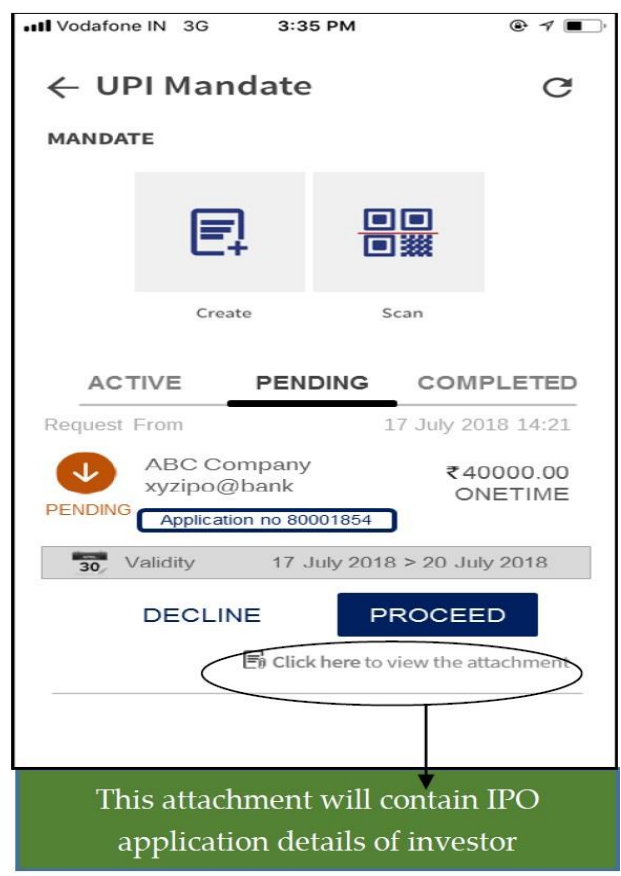 Vodafone IN 3G 3:35 PM
UPI Mandate
MANDATE
Create Scan
ACTIVE PENDING COMPLETED
Request From 17 July 2018 14:21
ABC Company ₹40000.00
xyzipo@bank ONETIME
PENDING
Application no 80001854
30 Validity 17 July 2018 > 20 July 2018
DECLINE PROCEED
Click here to view the attachment
This attachment will contain IPO
application details of investor